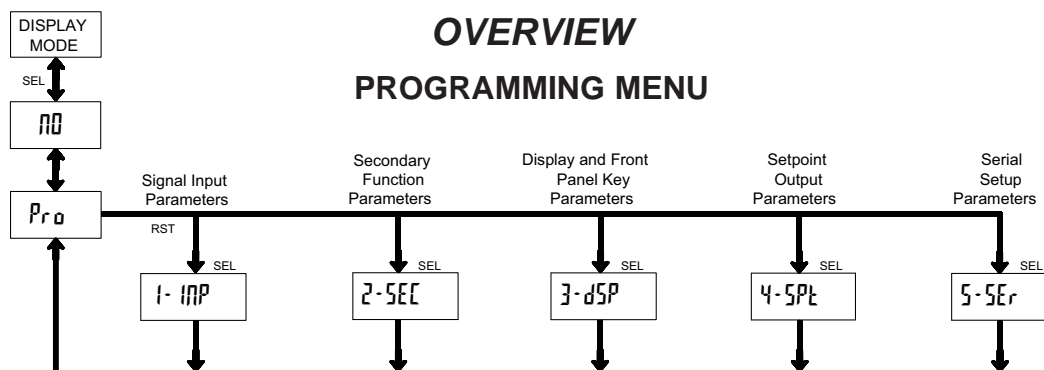 DISPLAY
MODE
OVERVIEW
PROGRAMMING MENU
SEL
NO
Pro
Signal Input
Parameters
Secondary
Function
Parameters
Display and Front
Panel Key
Parameters
Setpoint
Output
Parameters
Serial
Setup
Parameters
RST
SEL
SEL
SEL
SEL
SEL
1-INP
2-SEC
3-dSP
4-SPt
5-SEr